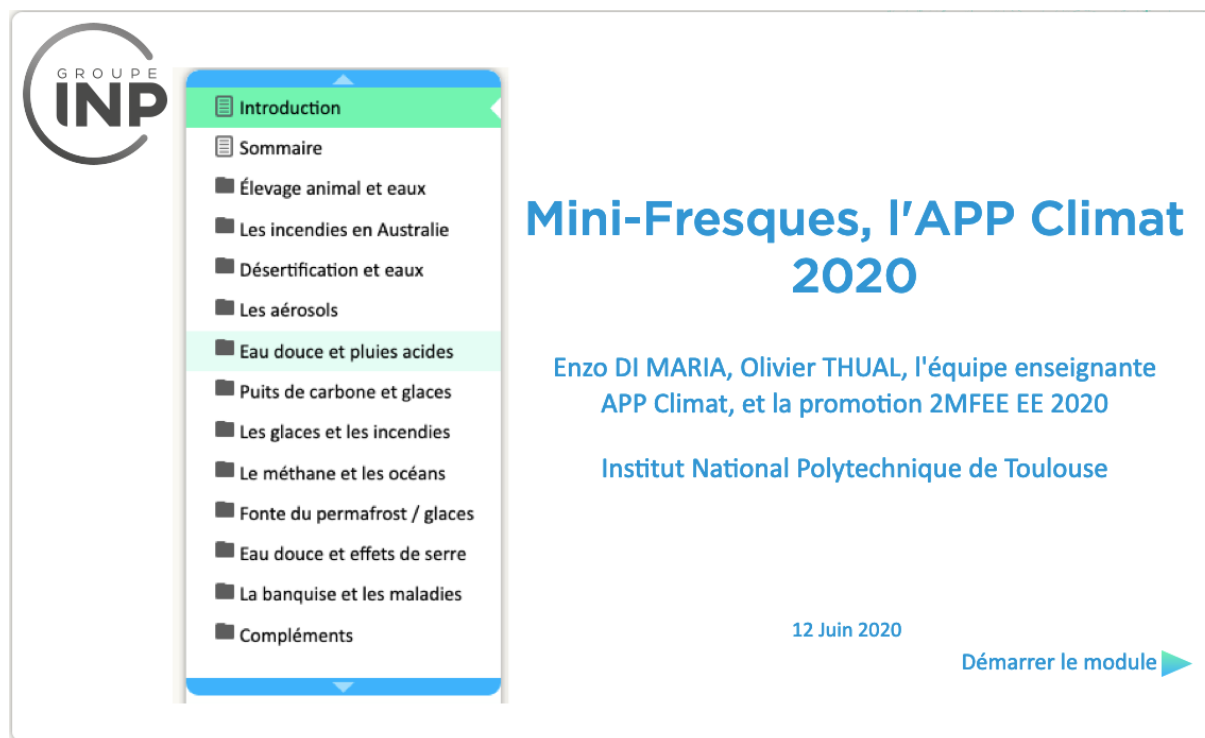 GROUPE
INP
Introduction
Sommaire
Élevage animal et eaux
Les incendies en Australie
Désertification et eaux
Les aérosols
Eau douce et pluies acides
Puits de carbone et glaces
Les glaces et les incendies
Le méthane et les océans
Fonte du permafrost / glaces
Eau douce et effets de serre
La banquise et les maladies
Compléments
Mini-Fresques, l'APP Climat
2020
Enzo DI MARIA, Olivier THUAL, l'équipe enseignante
APP Climat, et la promotion 2MFEE EE 2020
Institut National Polytechnique de Toulouse
12 Juin 2020
Démarrer le module